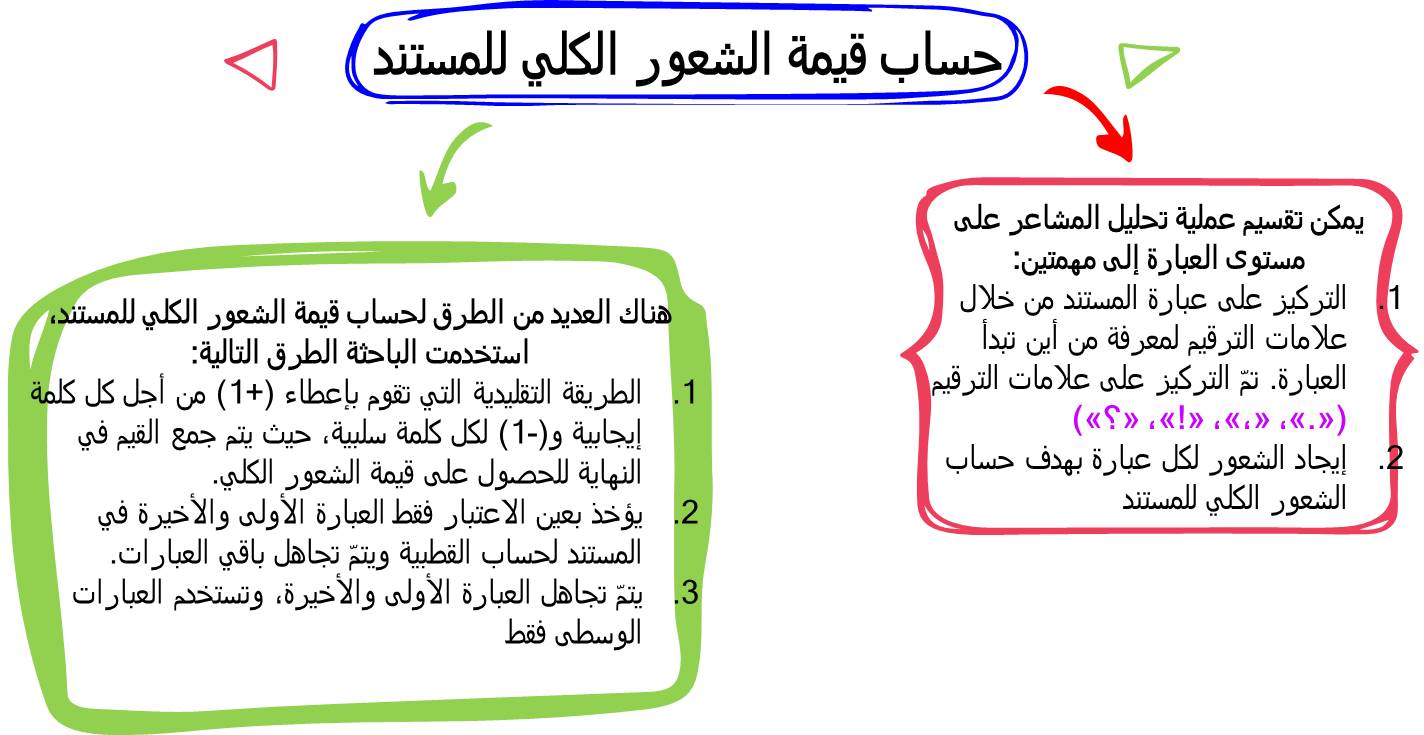 حساب قيمة الشعور الكلي للمستند
يمكن تقسيم عملية تحليل المشاعر على
مستوى العبارة إلى مهمتين:
1. التركيز على عبارة المستند من خلال
علامات الترقيم لمعرفة من أين تبدأ
العبارة. تمّ التركيز على علامات الترقيم
(«.»، «،»، «!»، «؟»)
2. إيجاد الشعور لكل عبارة بهدف حساب
الشعور الكلي للمستند
هناك العديد من الطرق لحساب قيمة الشعور الكلي للمستند،
استخدمت الباحثة الطرق التالية:
1. الطريقة التقليدية التي تقوم بإعطاء (+1) من أجل كل كلمة
إيجابية و(-1) لكل كلمة سلبية، حيث يتم جمع القيم في
النهاية للحصول على قيمة الشعور الكلي.
2. يؤخذ بعين الاعتبار فقط العبارة الأولى والأخيرة في
المستند لحساب القطبية ويتمّ تجاهل باقي العبارات.
3. يتمّ تجاهل العبارة الأولى والأخيرة، وتستخدم العبارات
الوسطى فقط